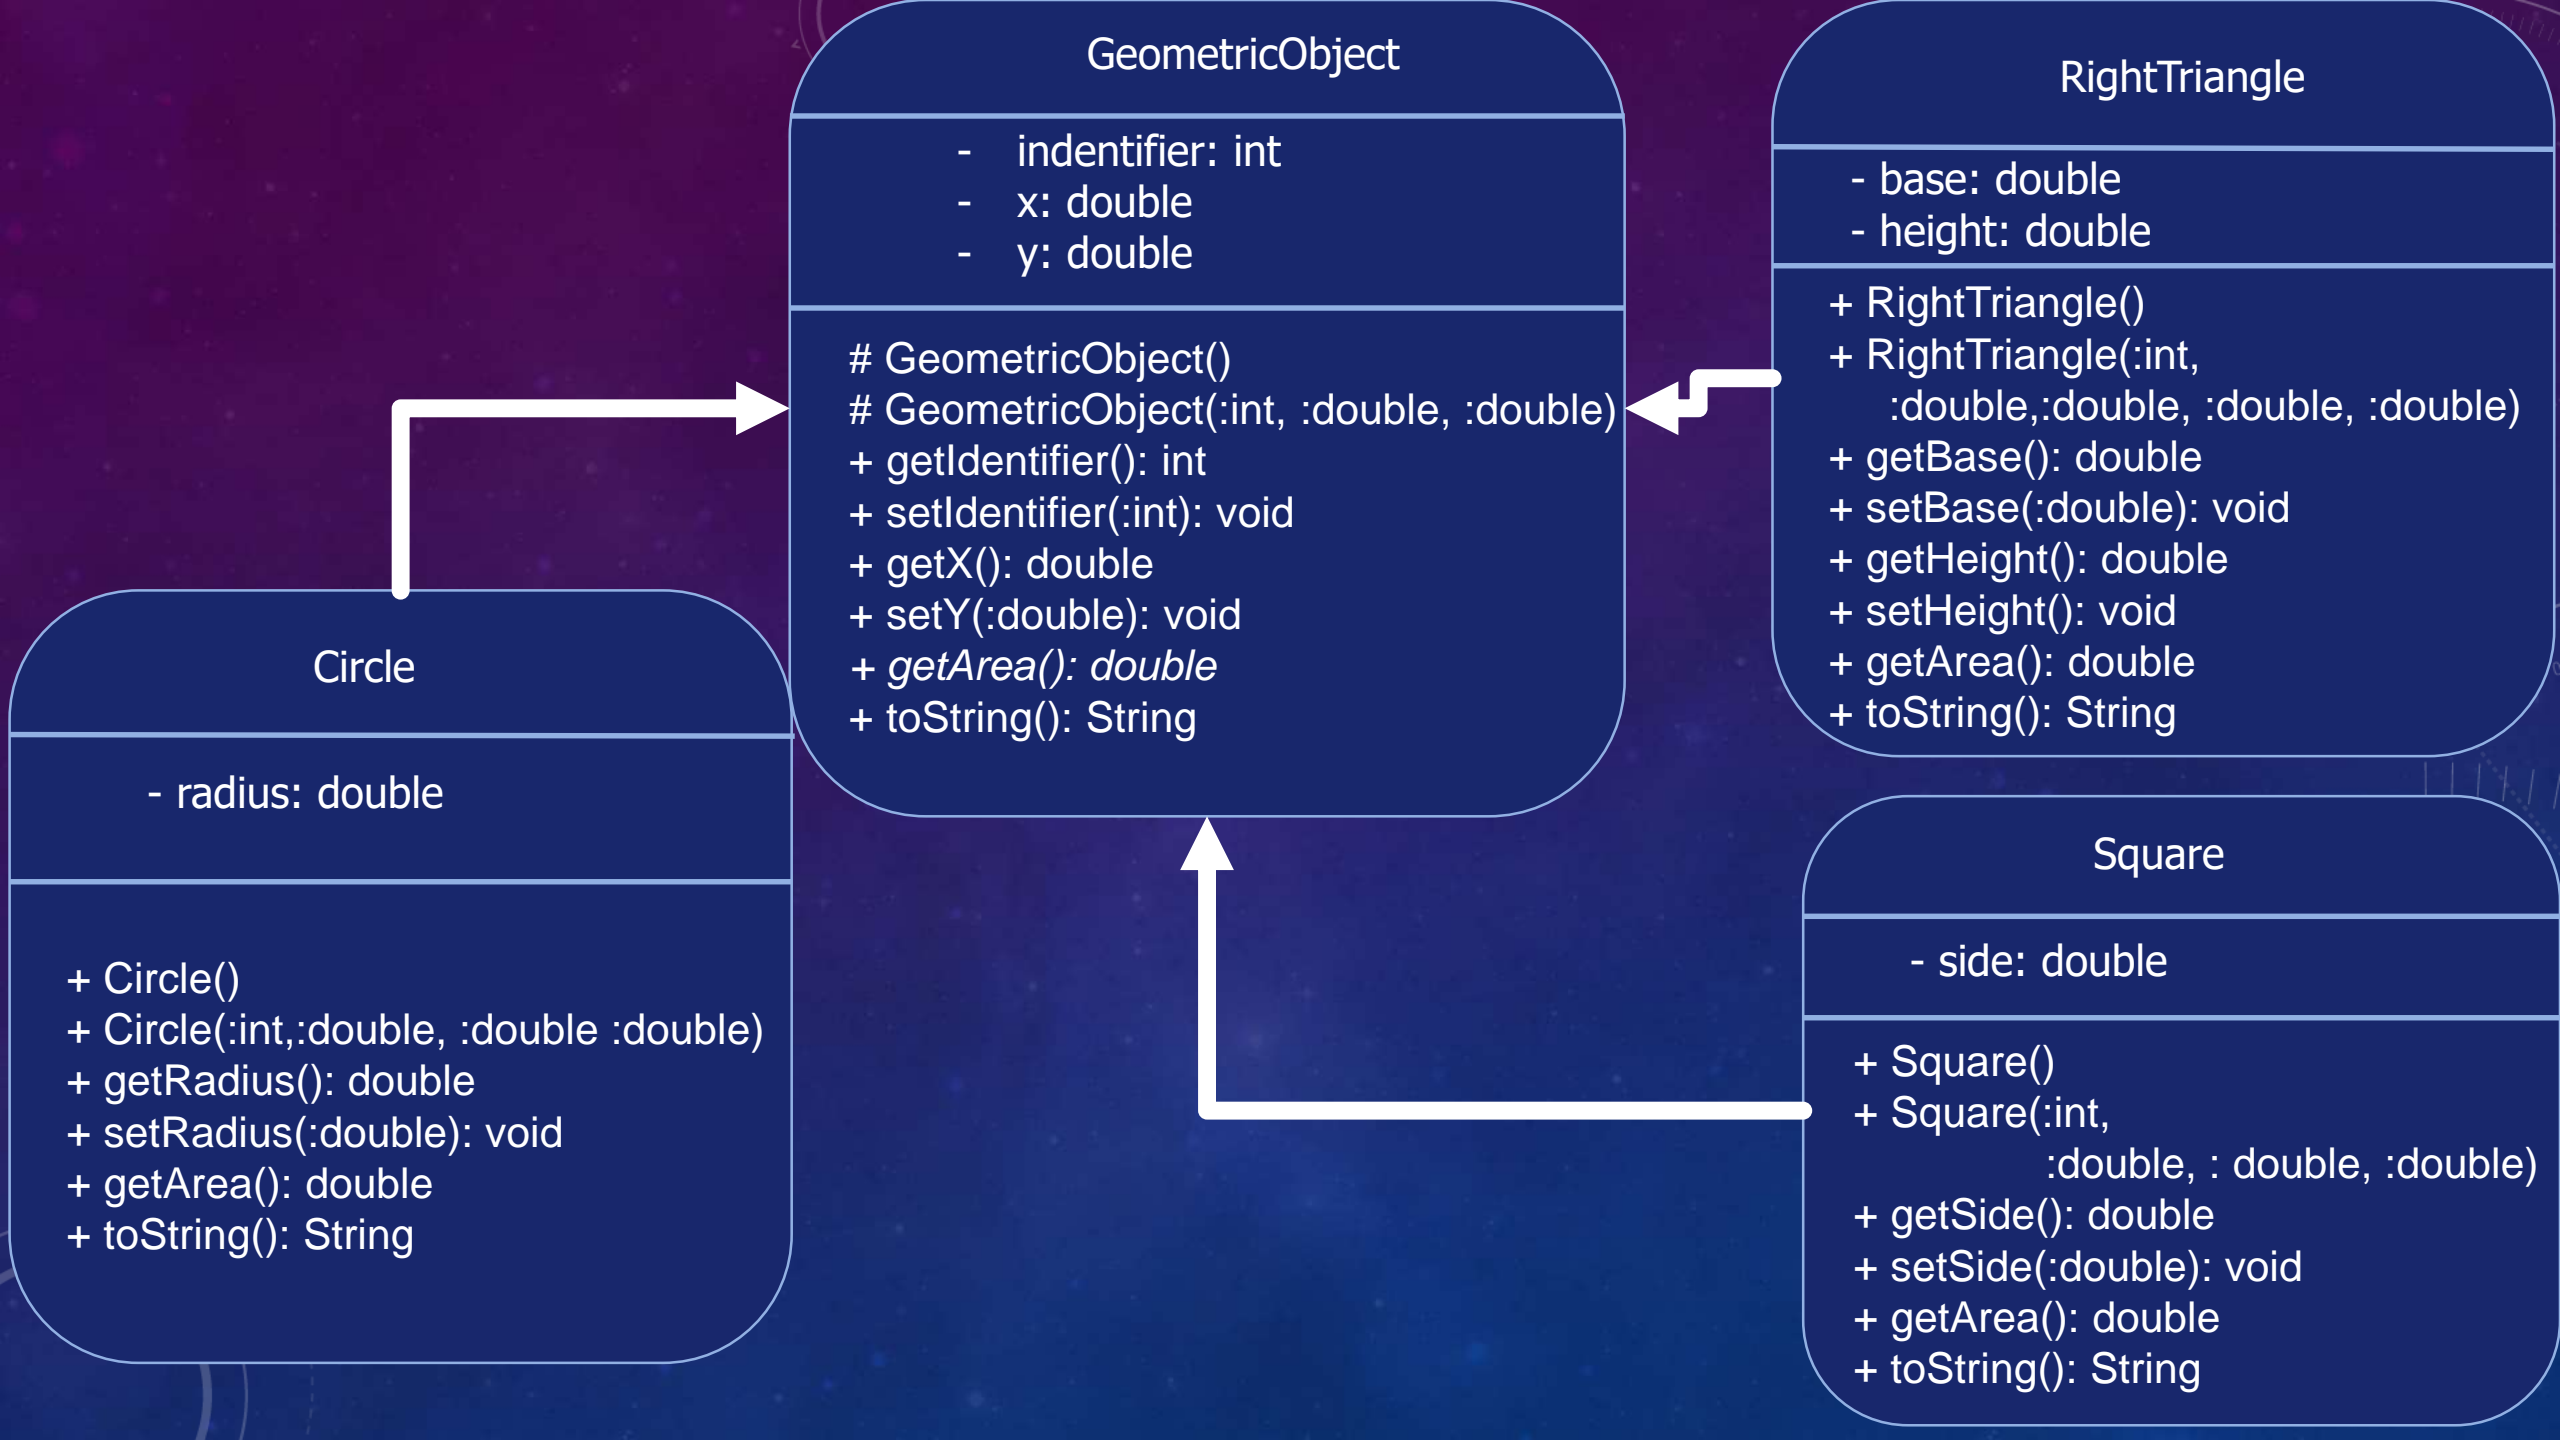 GeometricObject
- indentifier: int
- x: double
- y: double
# GeometricObject()
# GeometricObject(:int, :double, :double)
+ getIdentifier(): int
+ setIdentifier(:int): void
+ getX(): double
+ setY(:double): void
+ getArea(): double
+ toString(): String
RightTriangle
- base: double
- height: double
+ RightTriangle()
+ RightTriangle(:int,
:double,:double, :double, :double)
+ getBase(): double
+ setBase(:double): void
+ getHeight(): double
+ setHeight(): void
+ getArea(): double
+ toString(): String
Circle
- radius: double
+ Circle()
+ Circle(:int,:double, :double :double)
+ getRadius(): double
+ setRadius(:double): void
+ getArea(): double
+ toString(): String
Square
- side: double
+ Square()
+ Square(:int,
:double, : double, :double)
+ getSide(): double
+ setSide(:double): void
+ getArea(): double
+ toString(): String